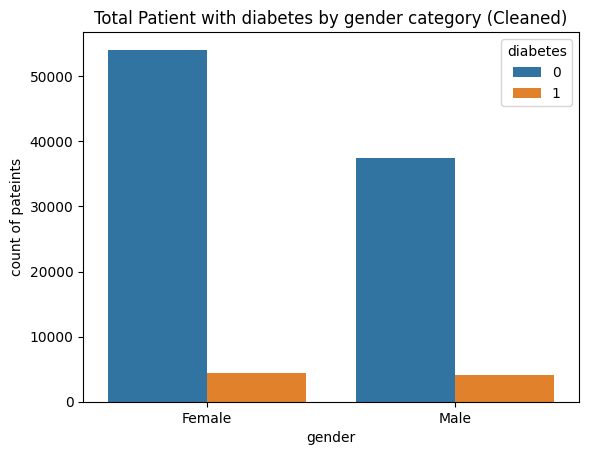 Total Patient with diabetes by gender category (Cleaned)
diabetes
0
1
50000
40000
30000
20000
10000
0
count of pateints
Female
Male
gender